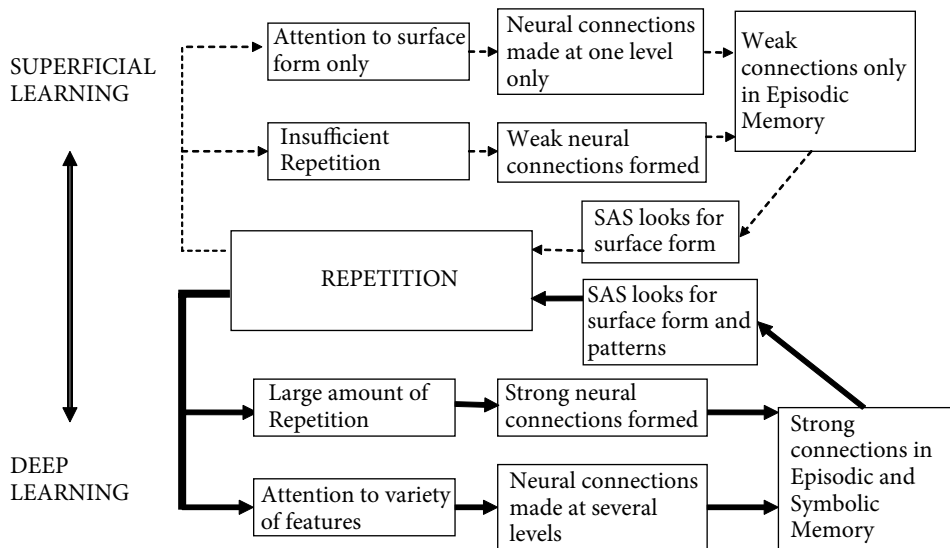 SUPERFICIAL
LEARNING
Attention to surface
form only
Neural connections
made at one level
only
Weak
connections only
in Episodic
Memory
Insufficient
Repetition
Weak neural
connections formed
SAS looks for
surface form
REPETITION
SAS looks for
surface form and
patterns
Large amount of
Repetition
Strong neural
connections formed
Strong
connections in
Episodic and
Symbolic
Memory
DEEP
LEARNING
Attention to variety
of features
Neural connections
made at several
levels